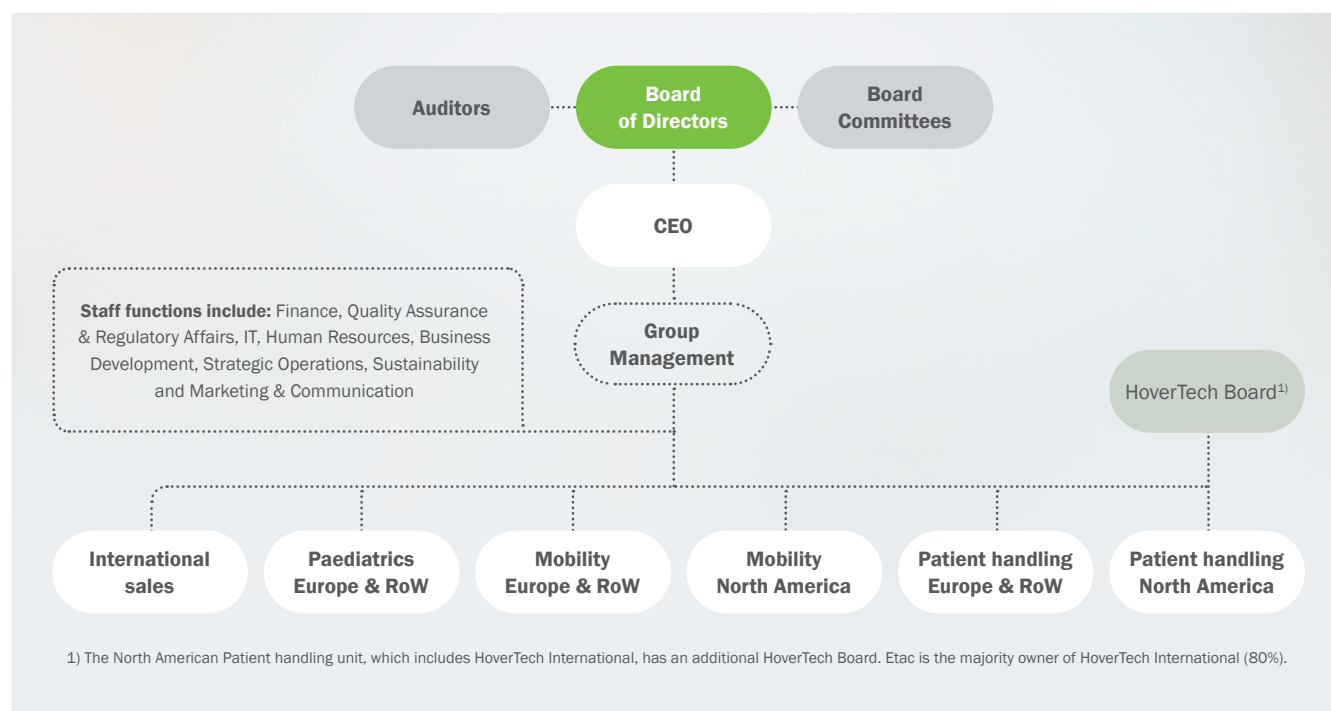 Auditors
Board
of Directors
Board
Committees
CEO
Staff functions include: Finance, Quality Assurance
& Regulatory Affairs, IT, Human Resources, Business
Development, Strategic Operations, Sustainability
and Marketing & Communication
Group
Management
HoverTech Board1)
International
sales
Paediatrics
Europe & RoW
Mobility
Europe & RoW
Mobility
North America
Patient handling
Europe & RoW
Patient handling
North America
1) The North American Patient handling unit, which includes HoverTech International, has an additional HoverTech Board. Etac is the majority owner of HoverTech International (80%).